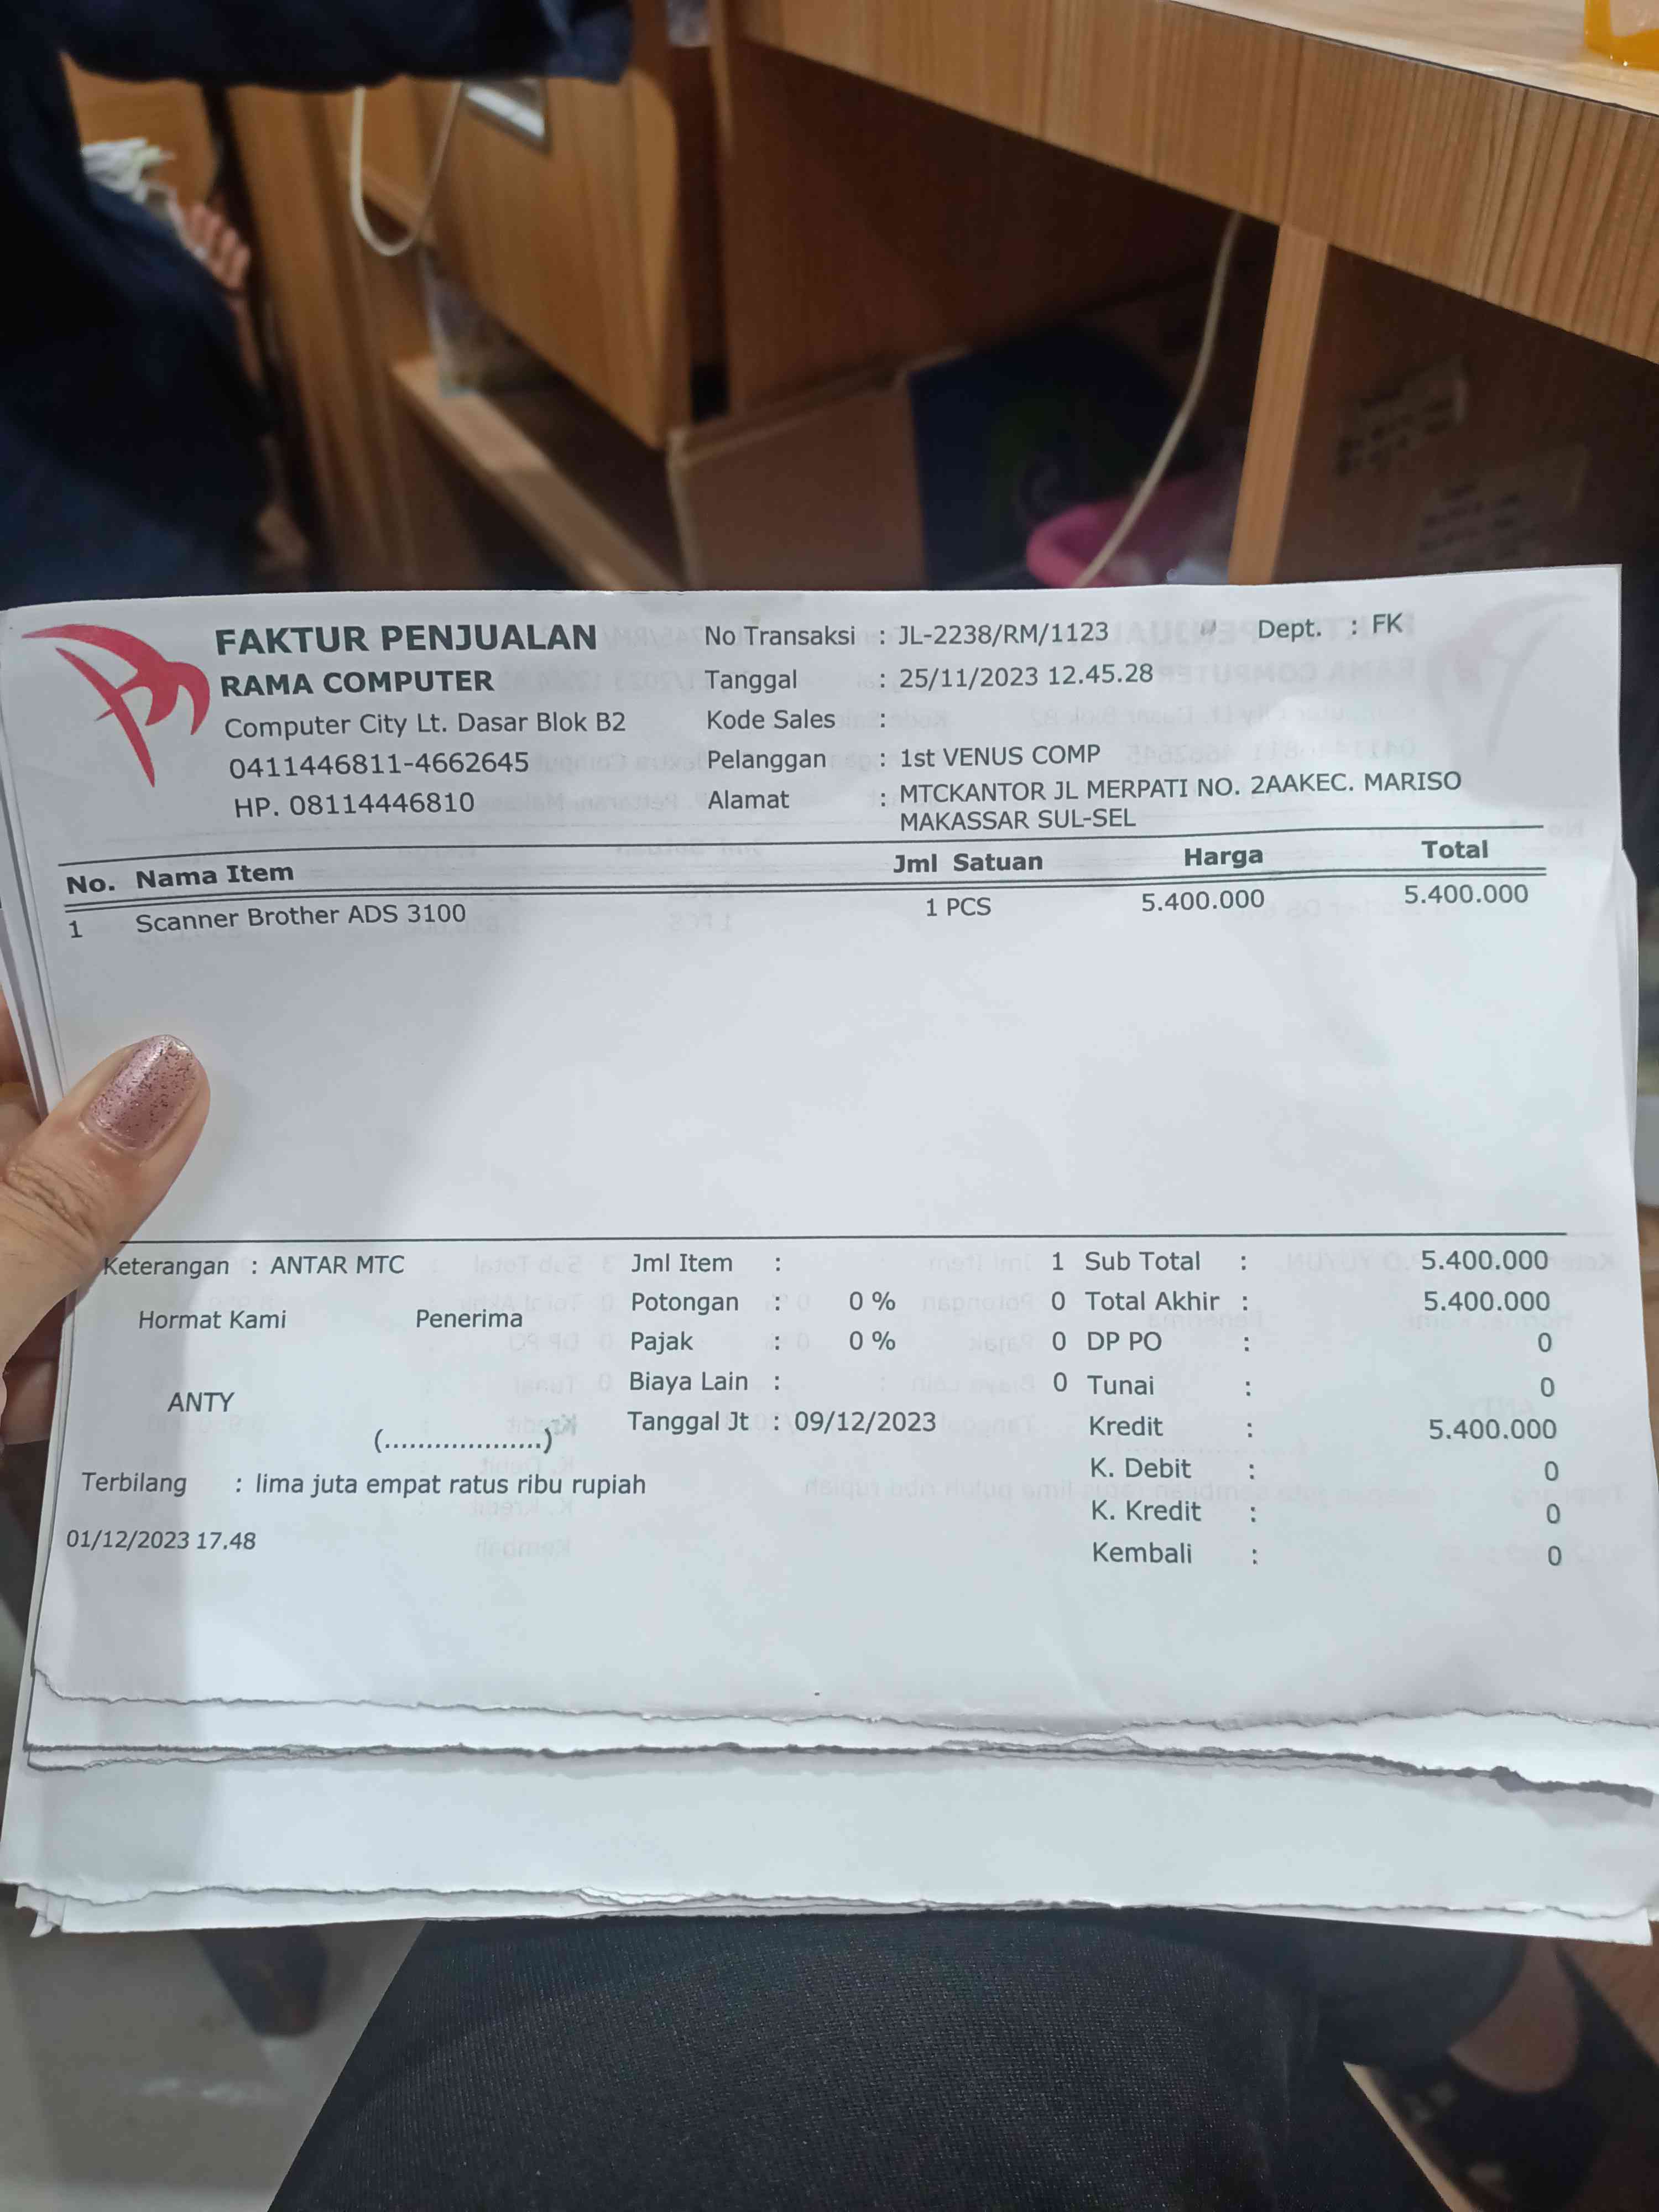 FAKTUR PENJUALAN
RAMA COMPUTER
Computer City Lt. Dasar Blok B2
0411446811-4662645
HP. 08114446810
No Transaksi : JL-2238/RM/1123 Dept. : FK
Tanggal : 25/11/2023 12.45.28
Kode Sales :
Pelanggan : 1st VENUS COMP
Alamat : MTCKANTOR JL MERPATI NO. 2AAKEC. MARISO
MAKASSAR SUL-SEL
No. Nama Item Jml Satuan Harga Total
1 Scanner Brother ADS 3100 1 PCS 5.400.000 5.400.000
Keterangan : ANTAR MTC
Hormat Kami Penerima
ANTY
(...................)
Jml Item : 1
Potongan : 0 % 0
Pajak : 0 % 0
Biaya Lain : 0
Tanggal Jt : 09/12/2023
Sub Total : 5.400.000
Total Akhir : 5.400.000
DP PO : 0
Tunai : 0
Kredit : 5.400.000
K. Debit : 0
K. Kredit : 0
Kembali : 0
Terbilang : lima juta empat ratus ribu rupiah
01/12/2023 17.48